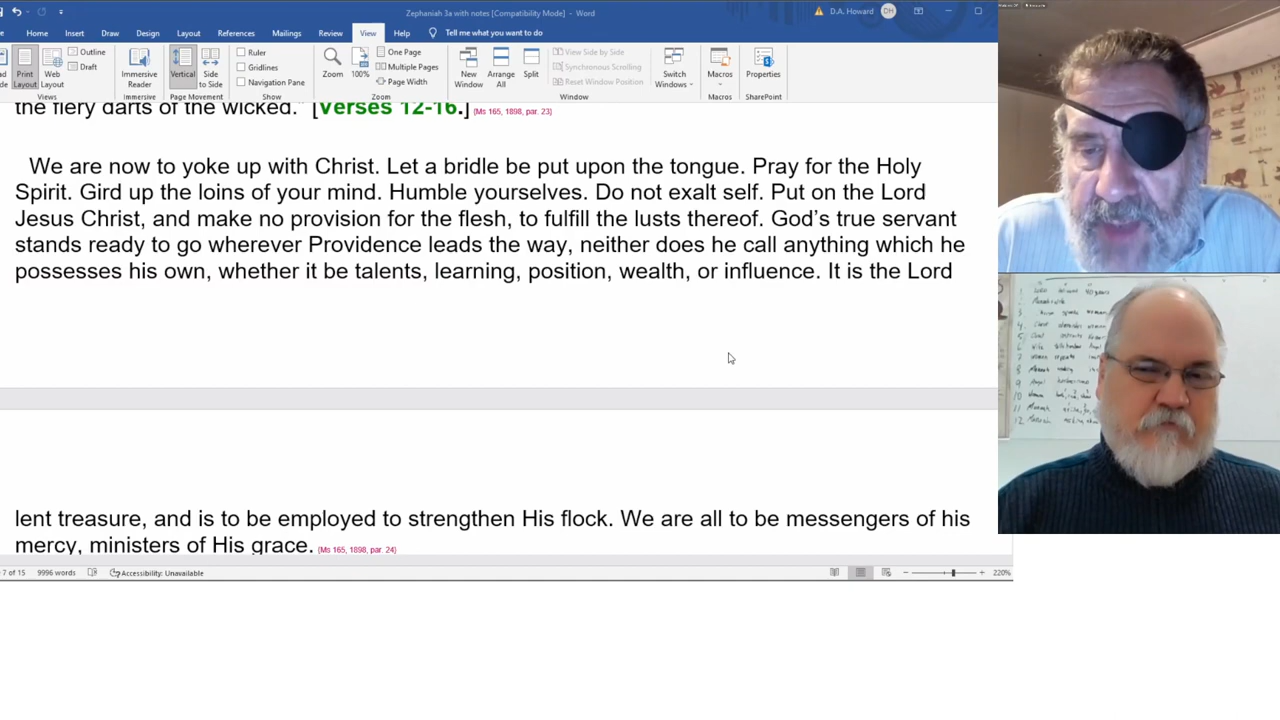 Zephaniah 3a with notes [Compatibility Mode] - Word
D.A. Howard DH
Home Insert Draw Design Layout References Mailings Review View Help Tell me what you want to do
Print Layout
Web Layout
Outline
Draft
Views
Immersive Reader
Immersive
Vertical
Side to Side
Page Movement
Ruler
Gridlines
Navigation Pane
Show
Zoom
100%
One Page
Multiple Pages
Page Width
Zoom
New Window
Arrange All
Split
View Side by Side
Synchronous Scrolling
Reset Window Position
Window
Switch Windows
Macros
Macros
Properties
SharePoint
the fiery darts of the wicked." [Verses 12-16.] (Ms 165, 1898, par. 23)
We are now to yoke up with Christ. Let a bridle be put upon the tongue. Pray for the Holy
Spirit. Gird up the loins of your mind. Humble yourselves. Do not exalt self. Put on the Lord
Jesus Christ, and make no provision for the flesh, to fulfill the lusts thereof. God's true servant
stands ready to go wherever Providence leads the way, neither does he call anything which he
possesses his own, whether it be talents, learning, position, wealth, or influence. It is the Lord
lent treasure, and is to be employed to strengthen His flock. We are all to be messengers of his
mercy, ministers of His grace. (Ms 165, 1898, par. 24)
7 of 15 9996 words Accessibility: Unavailable 220%